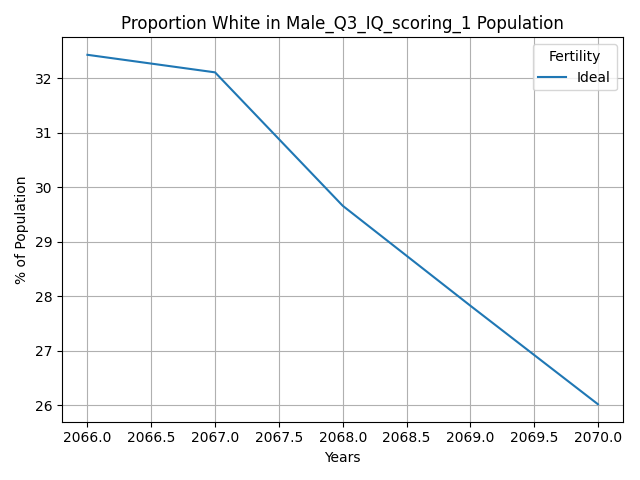 Proportion White in Male_Q3_IQ_scoring_1 Population
Fertility
Ideal
% of Population
32
31
30
29
28
27
26
2066.0 2066.5 2067.0 2067.5 2068.0 2068.5 2069.0 2069.5 2070.0
Years